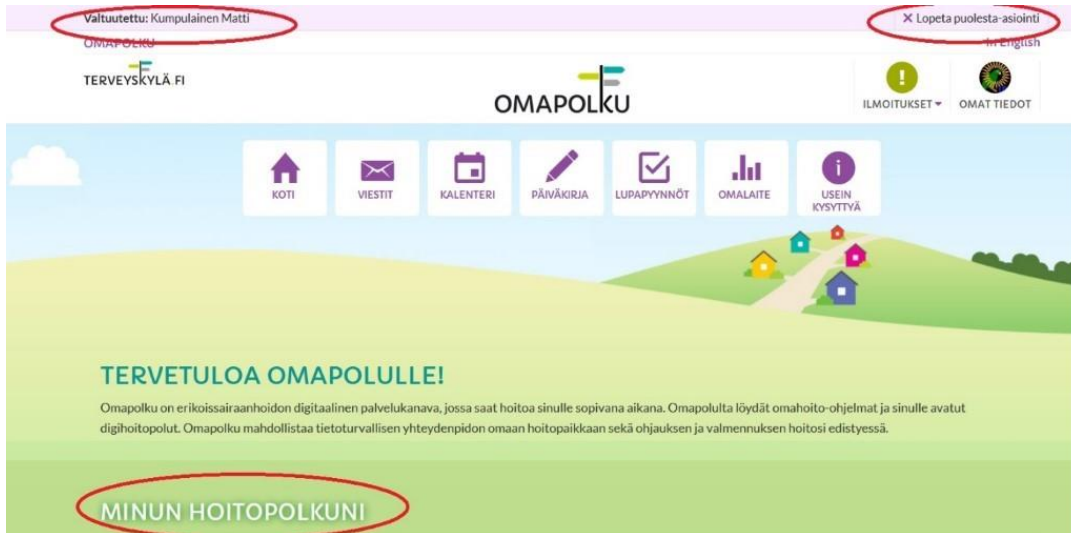 Valtuutettu: Kumpulainen Matti
Lopeta puolesta-asiointi
OMAPOLKU
In English
TERVEYSKYLÄ.FI
OMAPOLKU
ILMOITUKSET
OMAT TIEDOT
KOTI
VIESTIT
KALENTERI
PÄIVÄKIRJA
LUPAPYYNNÖT
OMALAITE
USEIN
KYSYTTYÄ
TERVETULOA OMAPOLULLE!
Omapolku on erikoissairaanhoidon digitaalinen palvelukanava, jossa saat hoitoa sinulle sopivana aikana. Omapolulta löydät omahoito-ohjelmat ja sinulle avatut
digihoitopolut. Omapolku mahdollistaa tietoturvallisen yhteydenpidon omaan hoitopaikkaan sekä ohjauksen ja valmennuksen hoitosi edistyessä.
MINUN HOITOPOLKUNI